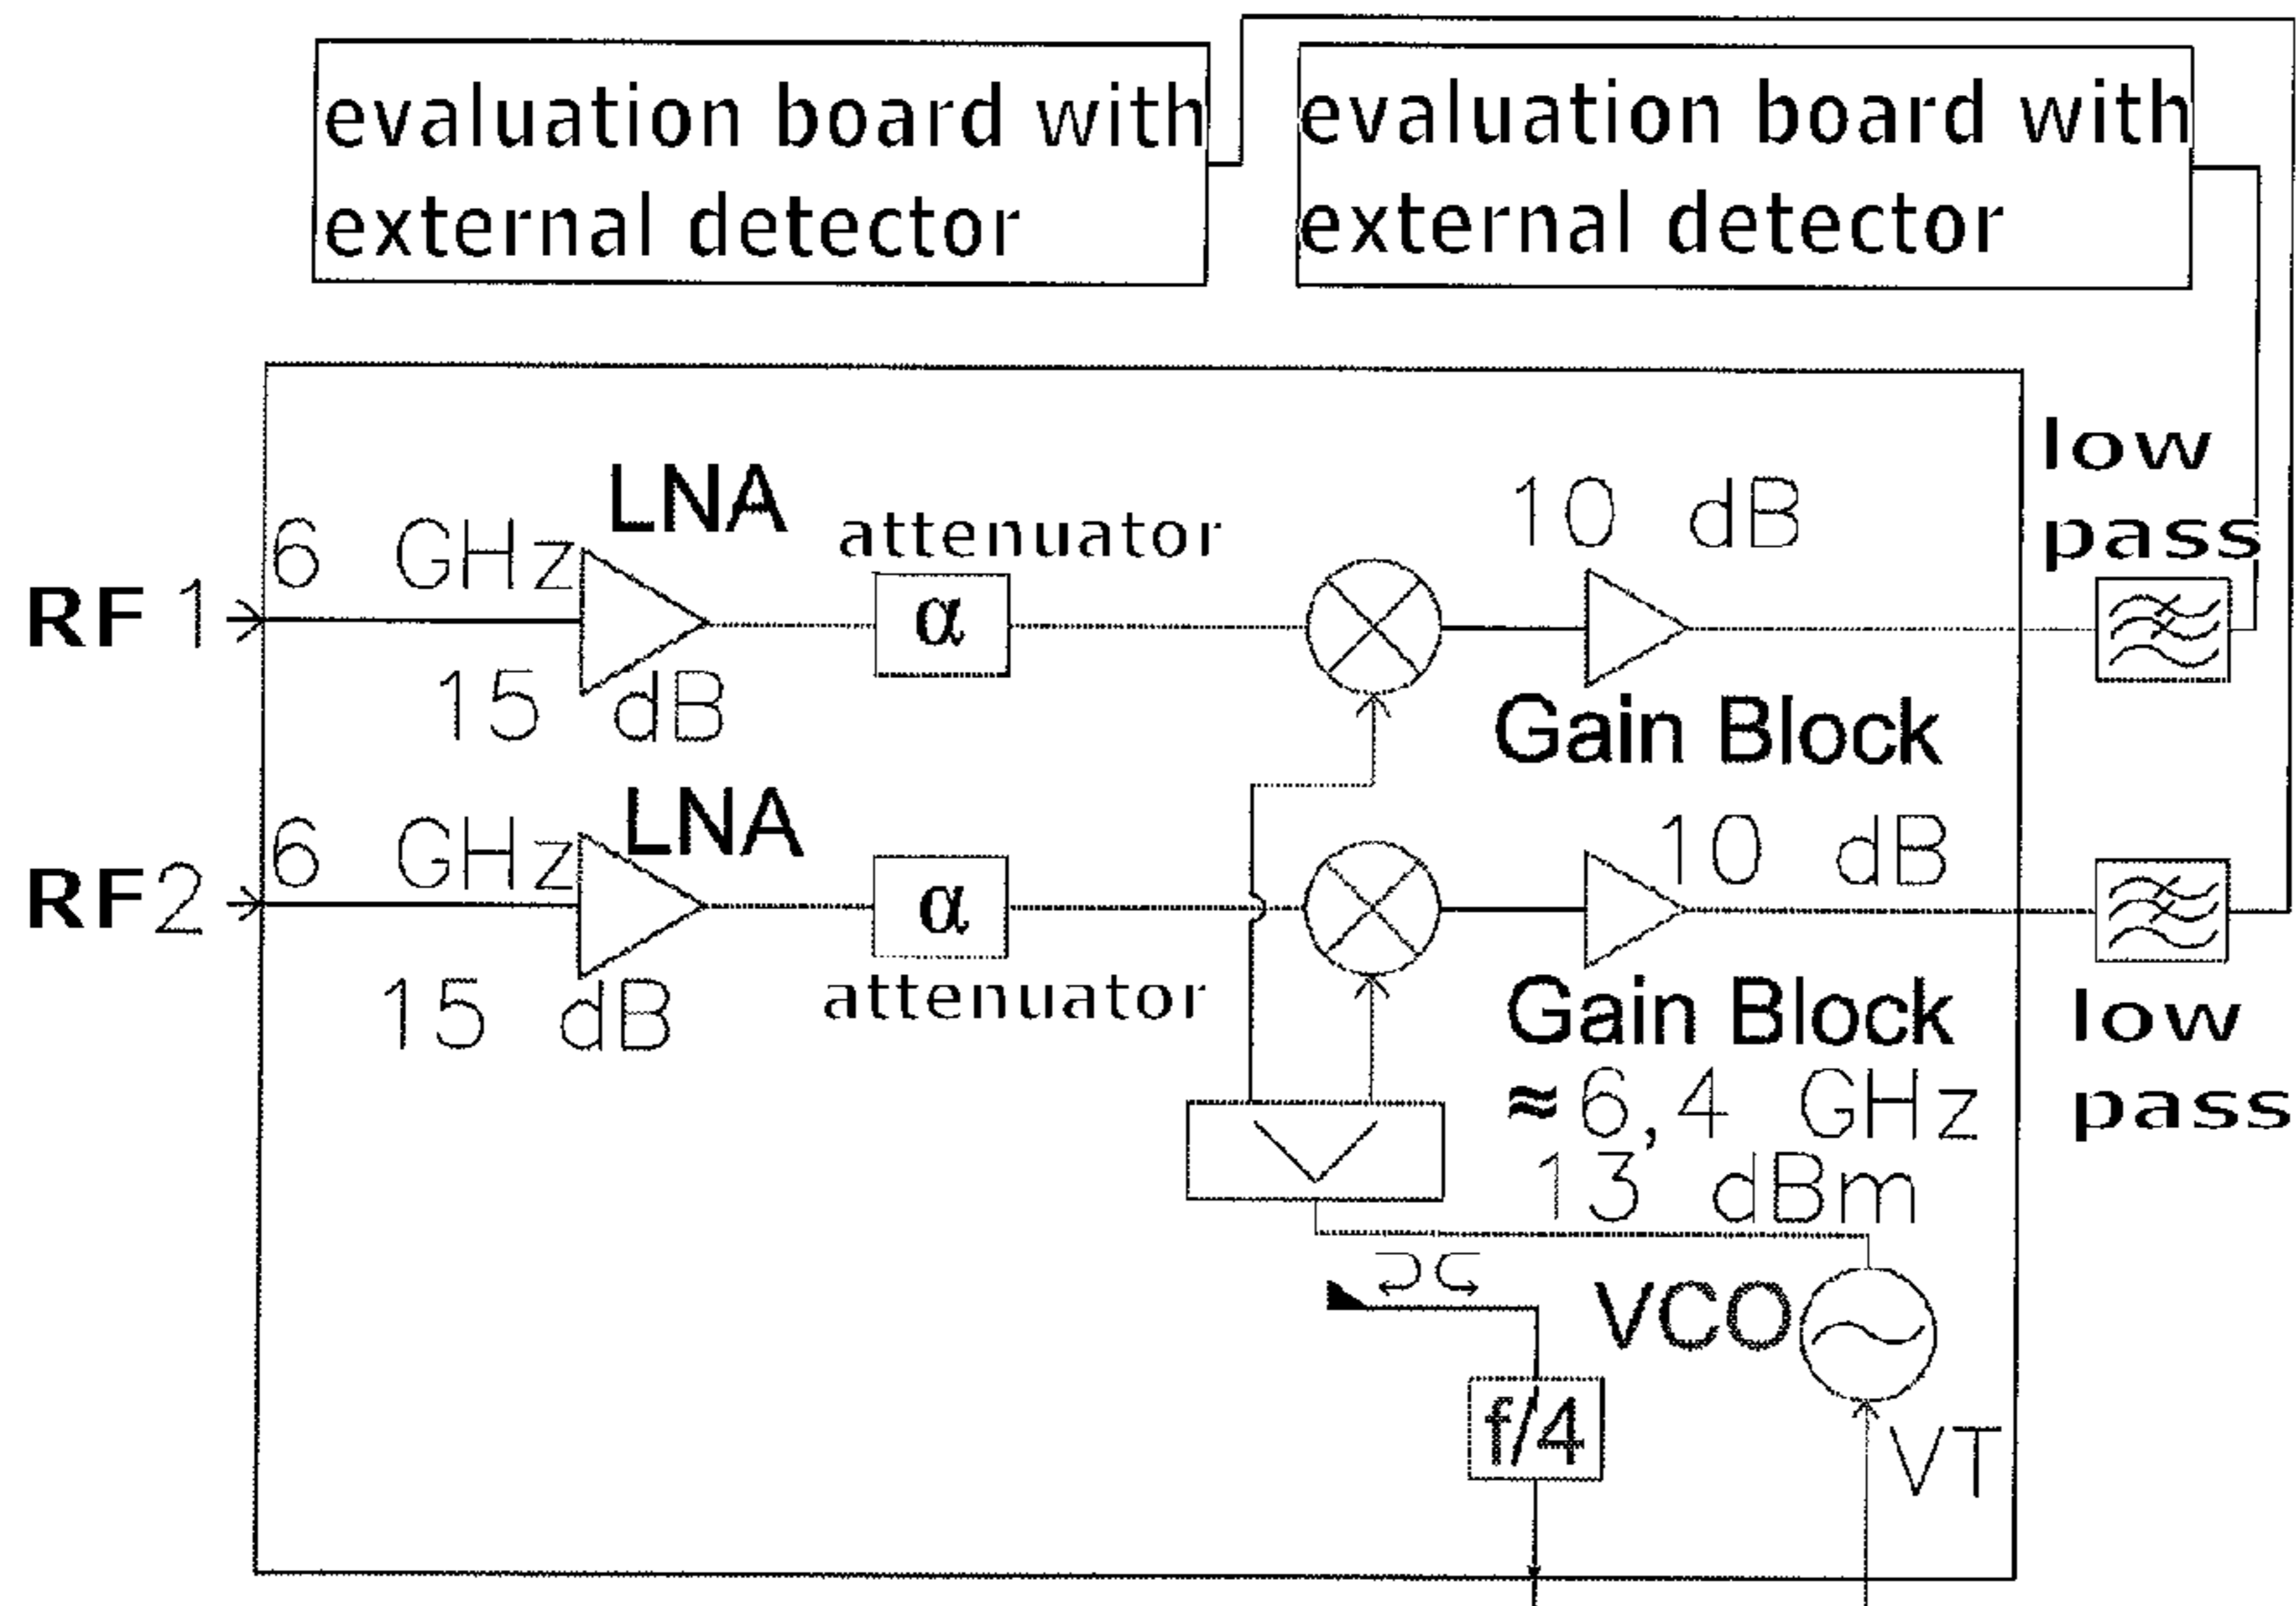 evaluation board with
external detector
evaluation board with
external detector
low
pass
LNA
10 dB
6 GHz
attenuator
RF 1
α
15 dB
Gain Block
LNA
10 dB
6 GHz
RF2
α
15 dB
attenuator
Gain Block
low
pass
≈6,4 GHz
13 dBm
VCO
f/4
VT